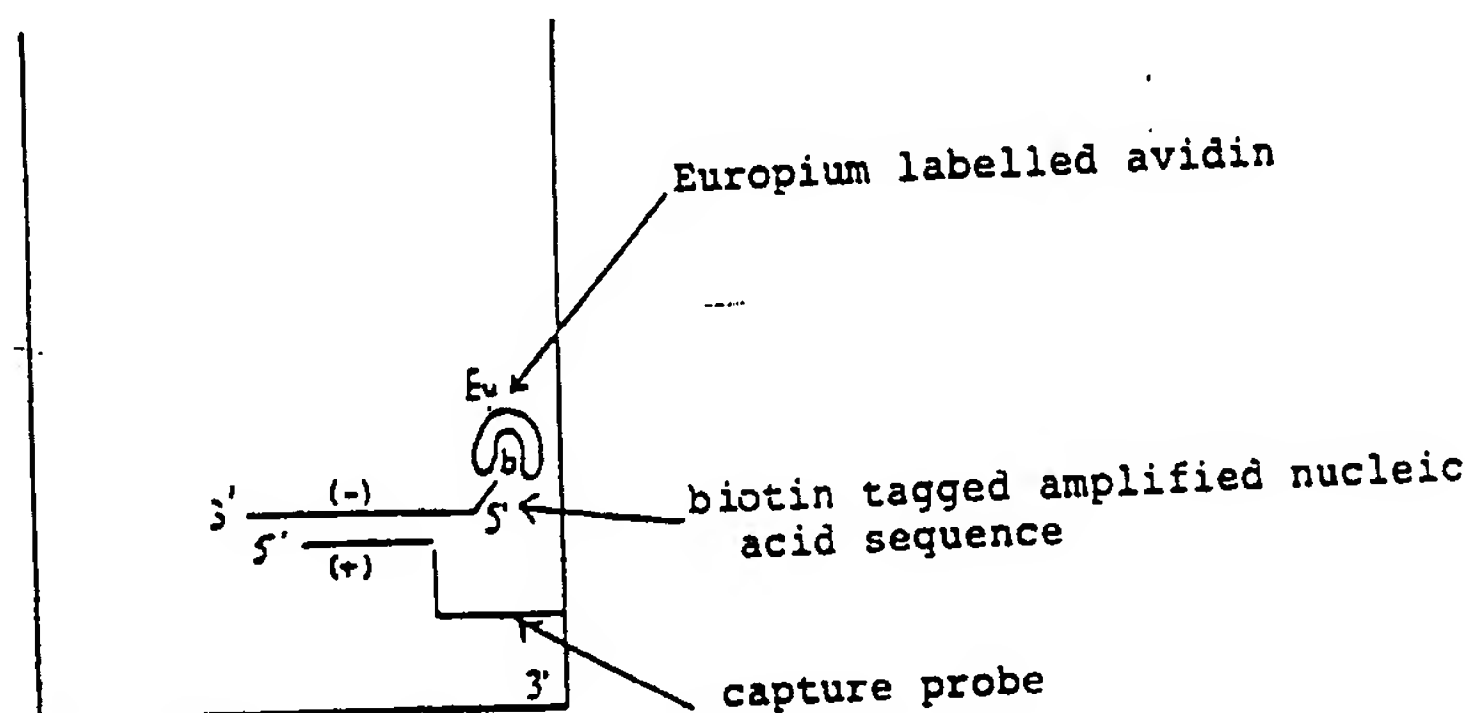 Europium labelled avidin
Eu
b
3' (-) 5'
biotin tagged amplified nucleic
acid sequence
5' (+)
3'
capture probe